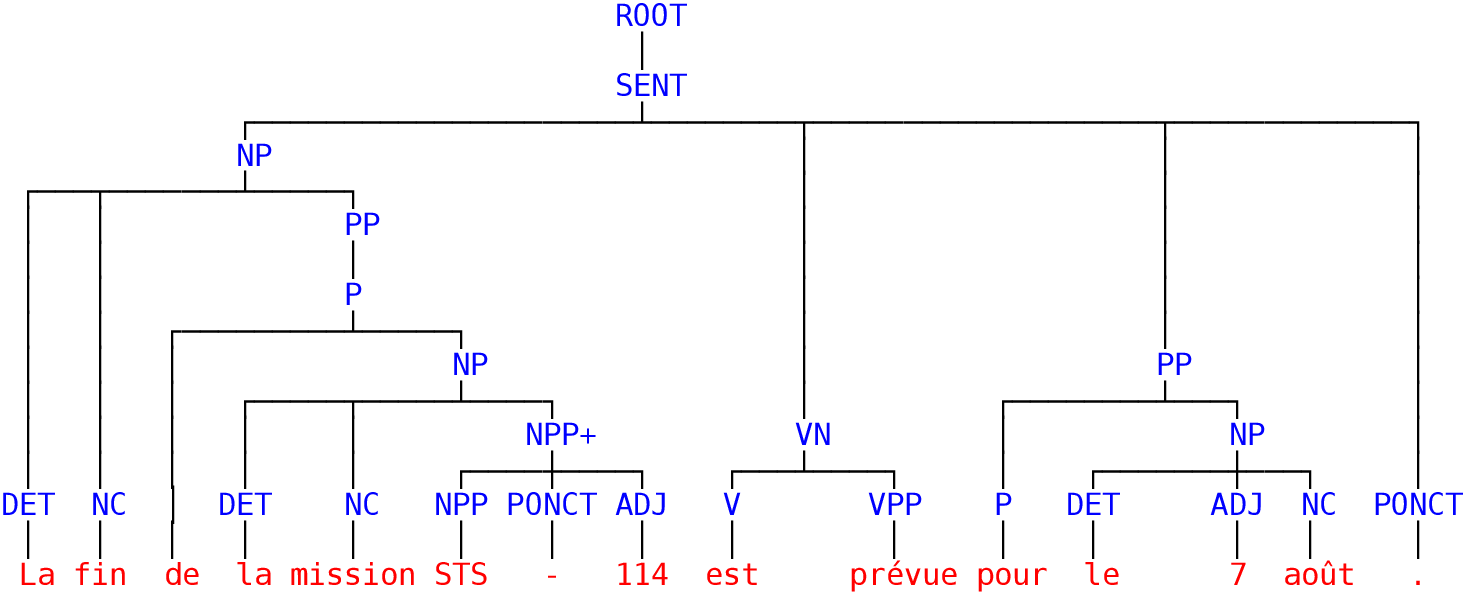 ROOT
SENT
NP
PP
P
NP PP
NPP+ VN NP
DET NC DET NC NPP PONCT ADJ V VPP P DET ADJ NC PONCT
La fin de la mission STS - 114 est prévue pour le 7 août .